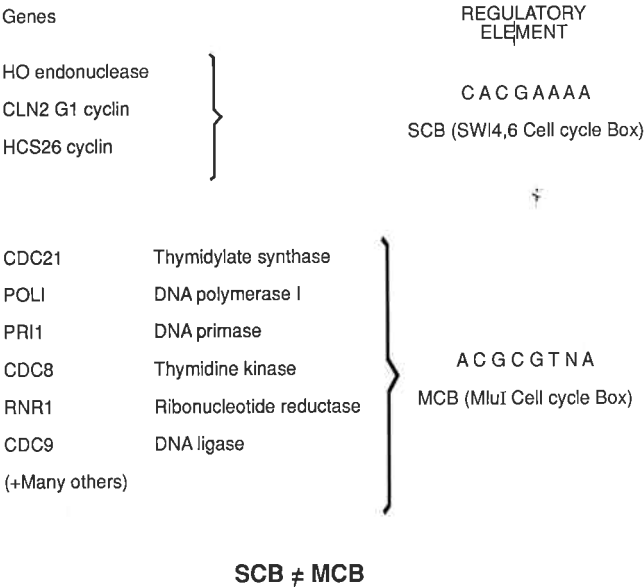 Genes
REGULATORY
ELEMENT
HO endonuclease
CLN2 G1 cyclin
HCS26 cyclin
CACGAAAA
SCB (SWI4,6 Cell cycle Box)
CDC21 Thymidylate synthase
POLI DNA polymerase I
PRI1 DNA primase
CDC8 Thymidine kinase
RNR1 Ribonucleotide reductase
CDC9 DNA ligase
(+Many others)
ACGCGTNA
MCB (MluI Cell cycle Box)
SCB ≠ MCB